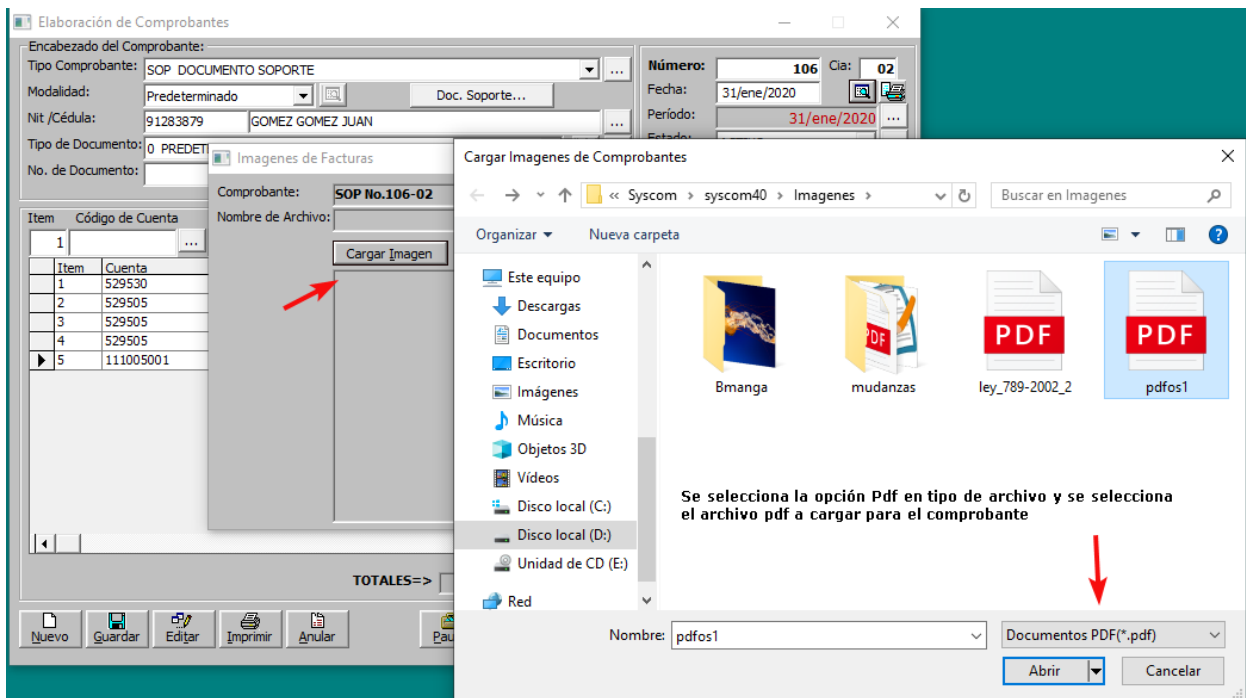 Elaboración de Comprobantes
Encabezado del Comprobante:
Tipo Comprobante: SOP DOCUMENTO SOPORTE ...
Número: 106 Cia: 02
Modalidad: Predeterminado Doc. Soporte...
Fecha: 31/ene/2020
Nit /Cédula: 91283879 GOMEZ GOMEZ JUAN ...
Período: 31/ene/2020 ...
Tipo de Documento: 0 PREDET
No. de Documento:
Item Código de Cuenta
1 ...
Item Cuenta
1 529530
2 529505
3 529505
4 529505
5 111005001
TOTALES=>
Nuevo Guardar Editar Imprimir Anular Pau
Imagenes de Facturas
Comprobante: SOP No.106-02
Nombre de Archivo:
Cargar Imagen
Cargar Imagenes de Comprobantes
« Syscom › syscom40 › Imagenes ›
Buscar en Imagenes
Organizar Nueva carpeta
Este equipo
Descargas
Documentos
Escritorio
Imágenes
Música
Objetos 3D
Vídeos
Disco local (C:)
Disco local (D:)
Unidad de CD (E:)
Red
PDF
PDF
PDF
Bmanga mudanzas ley_789-2002_2 pdfos1
Se selecciona la opción Pdf en tipo de archivo y se selecciona
el archivo pdf a cargar para el comprobante
Nombre: pdfos1 Documentos PDF(*.pdf)
Abrir Cancelar